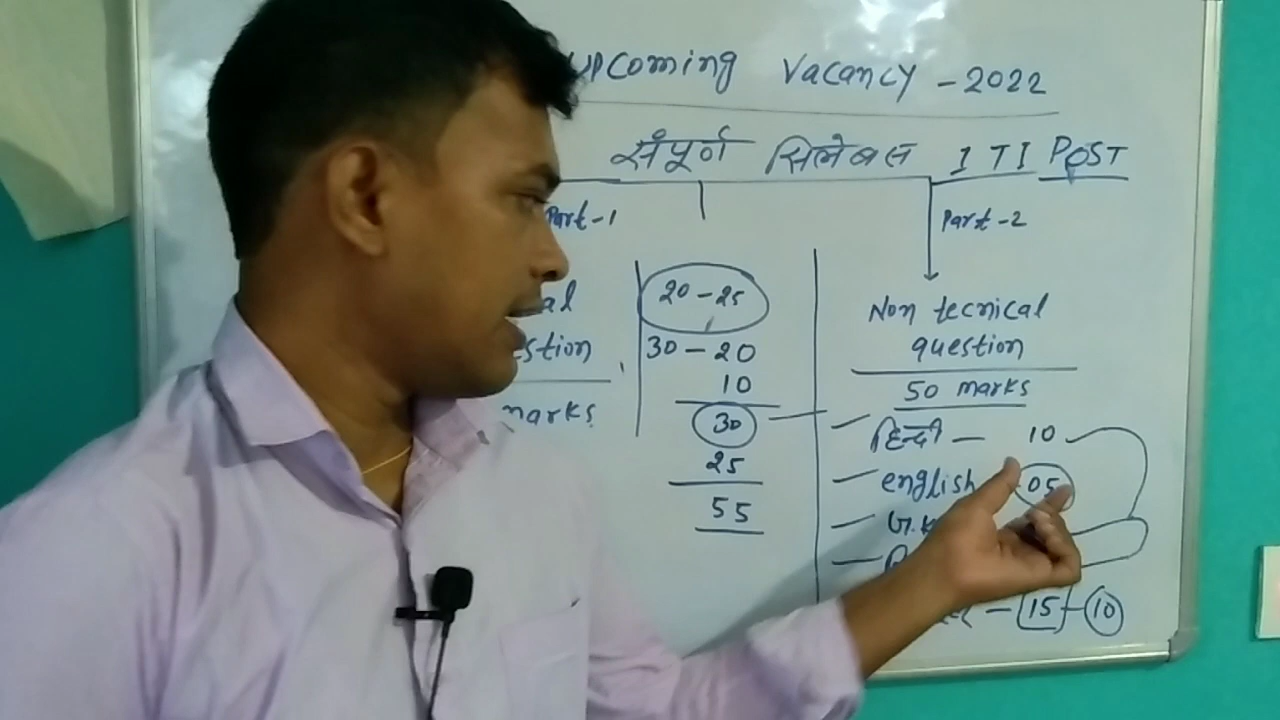 upcoming vacancy - 2022
संपूर्ण सिलेबस ITI POST
Part-1
Part-2
20-25
30-20
10
30
25
55
marks
Non tecnical
question
50 marks
हिन्दी - 10
english 05
G.K
- 15 - 10